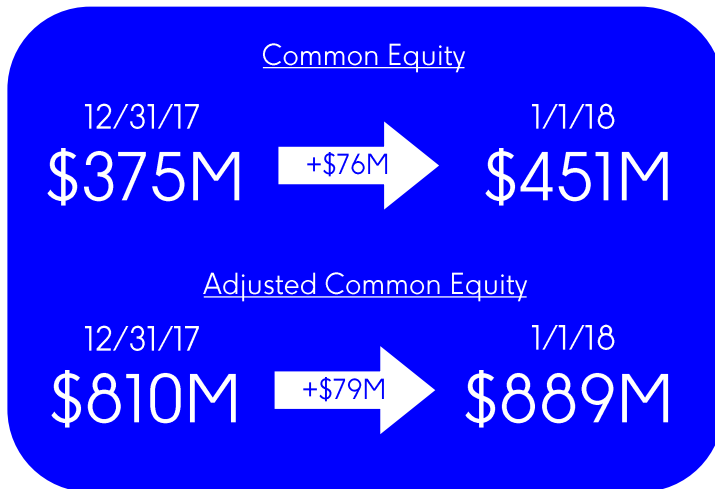 Common Equity
12/31/17 1/1/18
$375M +$76M $451M
Adjusted Common Equity
12/31/17 1/1/18
$810M +$79M $889M